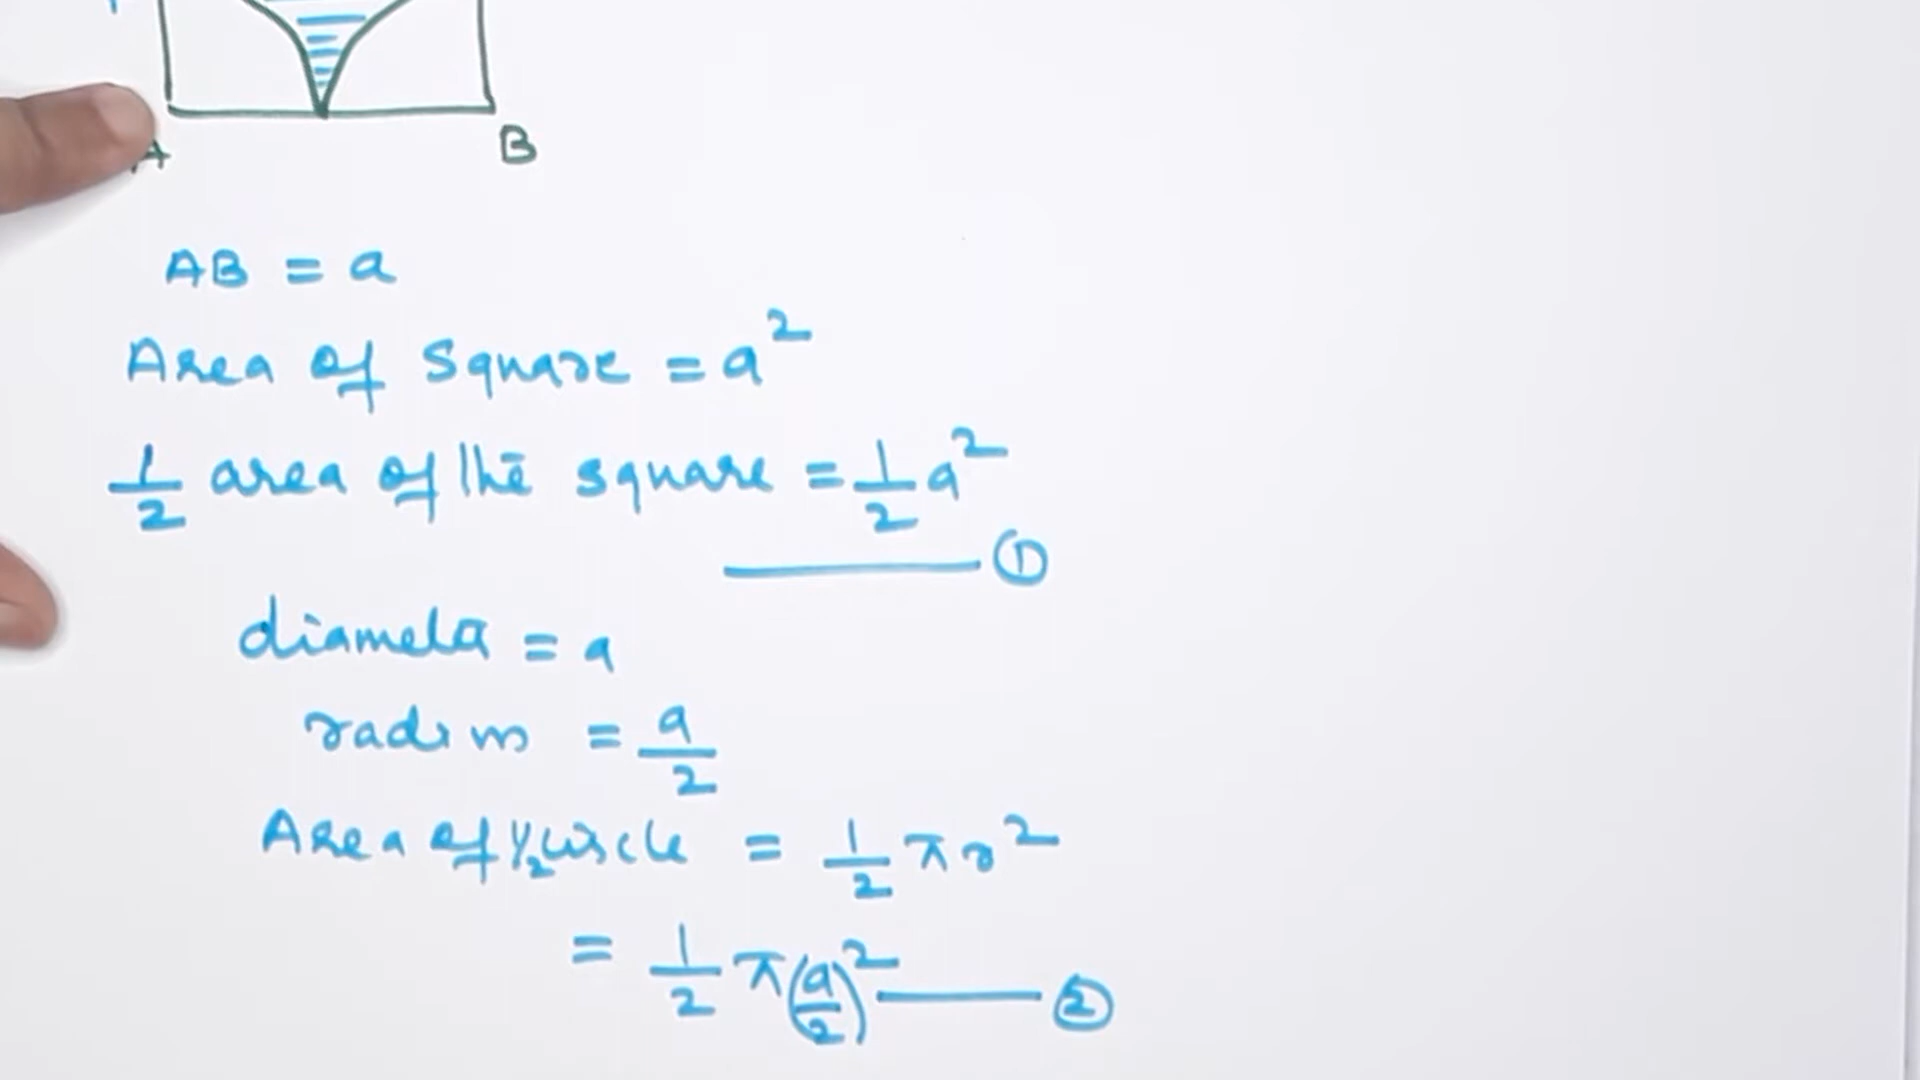 A B
AB = a
Area of Square = a²
1/2 area of the square = 1/2 a²
——— ①
diameter = a
radius = a/2
Area of ½ circle = 1/2 πr²
= 1/2 π(a/2)² ——— ②